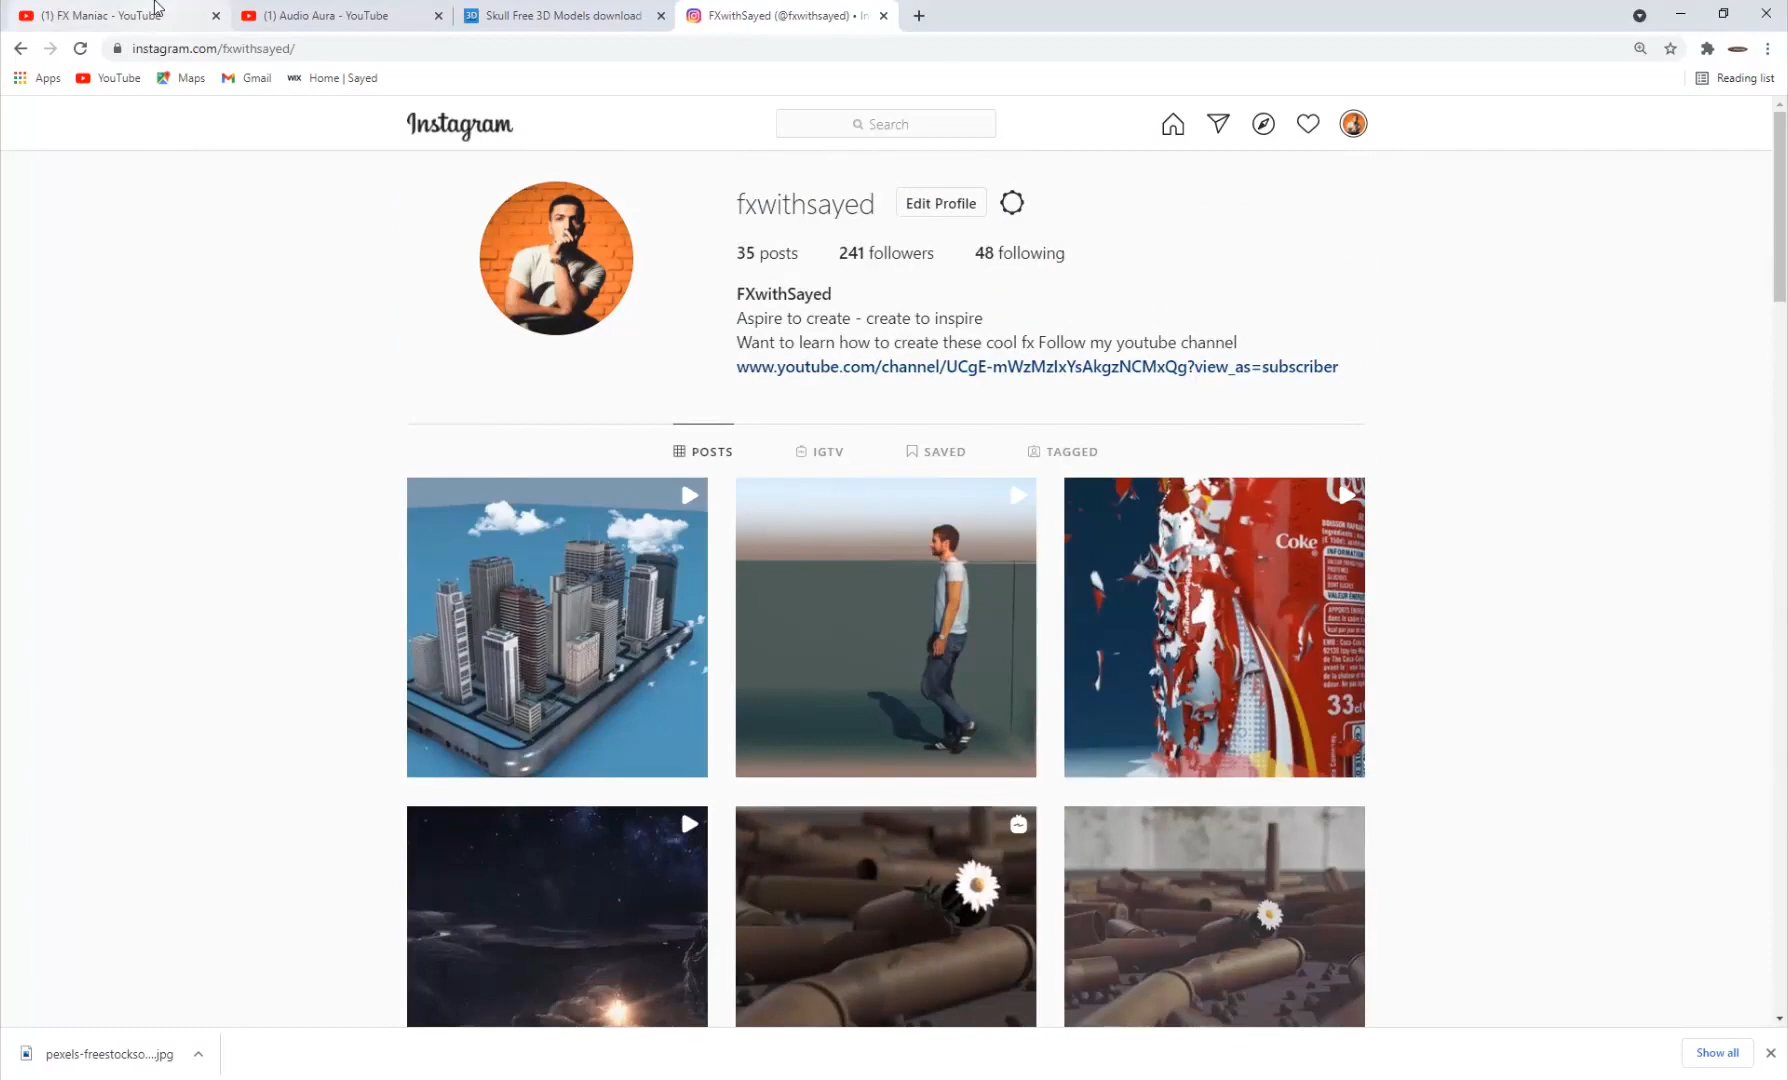 (1) FX Maniac - YouTube
(1) Audio Aura - YouTube
Skull Free 3D Models download
FXwithSayed (@fxwithsayed) • In
instagram.com/fxwithsayed/
Apps
YouTube
Maps
Gmail
WIX
Home | Sayed
Reading list
Instagram
Search
fxwithsayed
Edit Profile
35 posts
241 followers
48 following
FXwithSayed
Aspire to create - create to inspire
Want to learn how to create these cool fx Follow my youtube channel
www.youtube.com/channel/UCgE-mWzMzIxYsAkgzNCMxQg?view_as=subscriber
POSTS
IGTV
SAVED
TAGGED
Coke
INFORMATION
33cl
pexels-freestockso....jpg
Show all